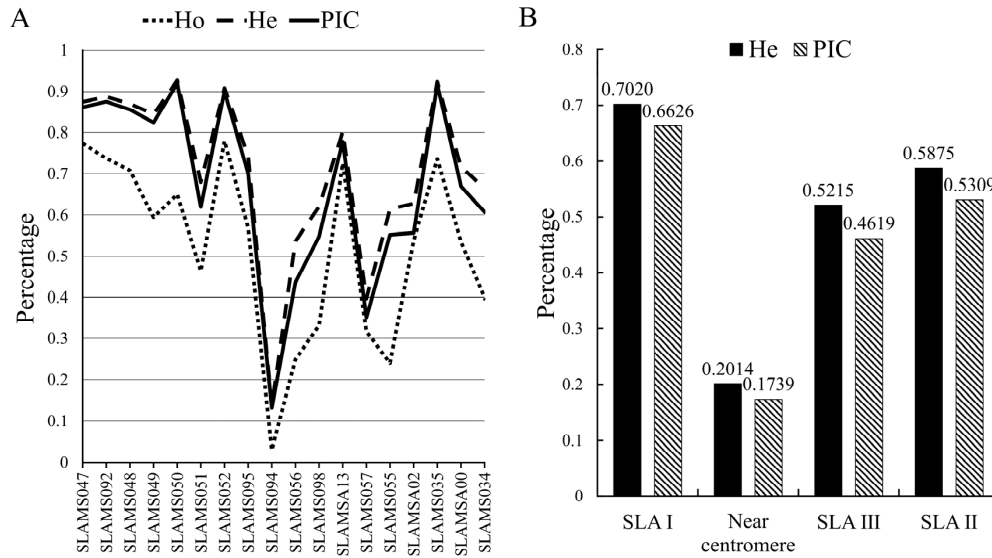 A
Ho He PIC
Percentage
1
0.9
0.8
0.7
0.6
0.5
0.4
0.3
0.2
0.1
0
SLAMS047
SLAMS092
SLAMS048
SLAMS049
SLAMS050
SLAMS051
SLAMS052
SLAMS095
SLAMS094
SLAMS056
SLAMS098
SLAMSA13
SLAMS057
SLAMS055
SLAMSA02
SLAMS035
SLAMSA00
SLAMS034
B
He PIC
Percentage
0.8
0.7
0.6
0.5
0.4
0.3
0.2
0.1
0
0.7020
0.6626
0.2014
0.1739
0.5215
0.4619
0.5875
0.5309
SLA I
Near
centromere
SLA III
SLA II